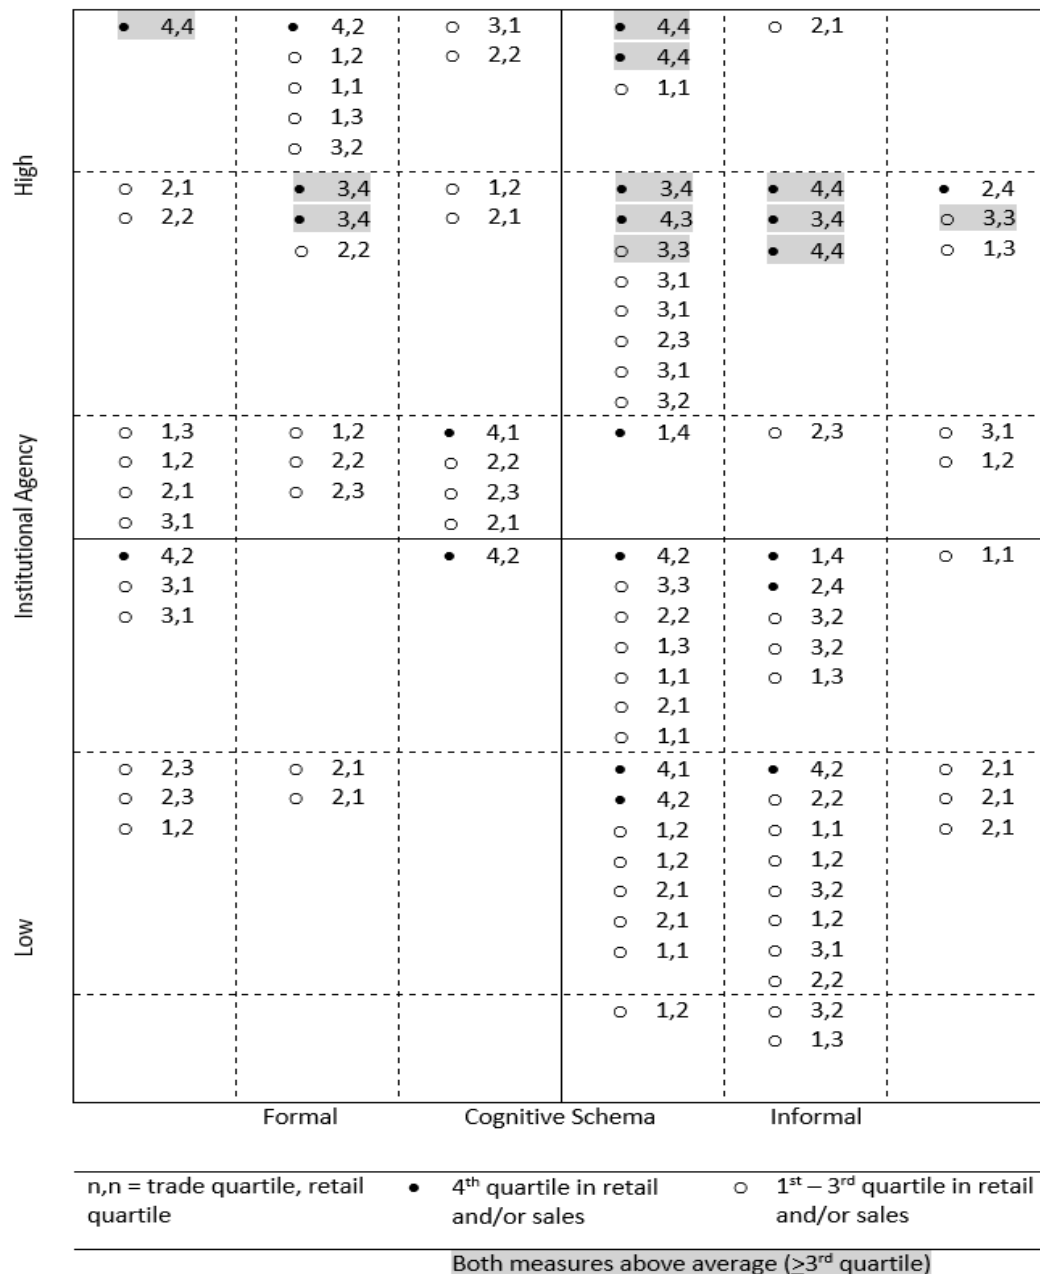 • 4,4 • 4,2 ○ 3,1 • 4,4 ○ 2,1
○ 1,2 ○ 2,2 • 4,4
○ 1,1 ○ 1,1
○ 1,3
○ 3,2
High
○ 2,1 • 3,4 ○ 1,2 • 3,4 • 4,4 • 2,4
○ 2,2 • 3,4 ○ 2,1 • 4,3 • 3,4 ○ 3,3
○ 2,2 ○ 3,3 • 4,4 ○ 1,3
○ 3,1
○ 3,1
○ 2,3
○ 3,1
○ 3,2
Institutional Agency
○ 1,3 ○ 1,2 • 4,1 • 1,4 ○ 2,3 ○ 3,1
○ 1,2 ○ 2,2 ○ 2,2 ○ 1,2
○ 2,1 ○ 2,3 ○ 2,3
○ 3,1 ○ 2,1
• 4,2 • 4,2 • 4,2 • 1,4 ○ 1,1
○ 3,1 ○ 3,3 • 2,4
○ 3,1 ○ 2,2 ○ 3,2
○ 1,3 ○ 3,2
○ 1,1 ○ 1,3
○ 2,1
○ 1,1
○ 2,3 ○ 2,1 • 4,1 • 4,2 ○ 2,1
○ 2,3 ○ 2,1 • 4,2 ○ 2,2 ○ 2,1
○ 1,2 ○ 1,2 ○ 1,1 ○ 2,1
○ 1,2 ○ 1,2
○ 2,1 ○ 3,2
○ 2,1 ○ 1,2
○ 1,1 ○ 3,1
○ 2,2
Low
○ 1,2 ○ 3,2
○ 1,3
Formal Cognitive Schema Informal
n,n = trade quartile, retail
quartile
• 4th quartile in retail
and/or sales
○ 1st – 3rd quartile in retail
and/or sales
Both measures above average (≥3rd quartile)